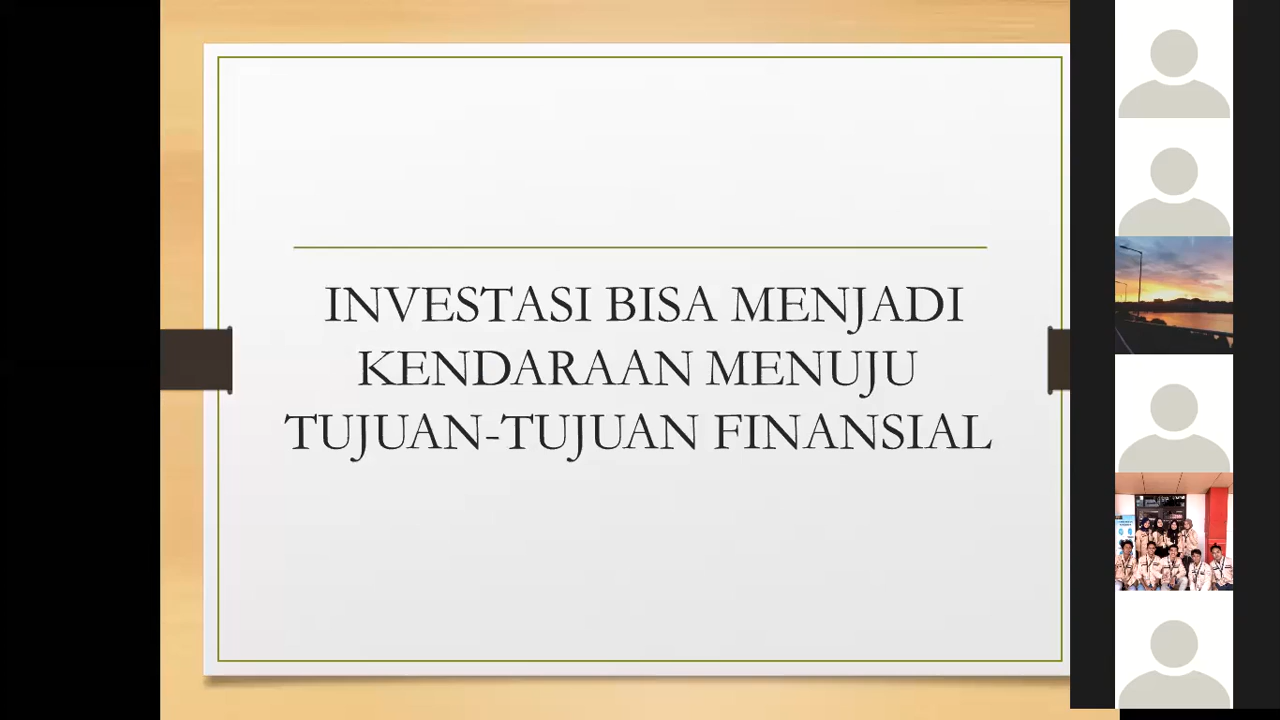 INVESTASI BISA MENJADI
KENDARAAN MENUJU
TUJUAN-TUJUAN FINANSIAL